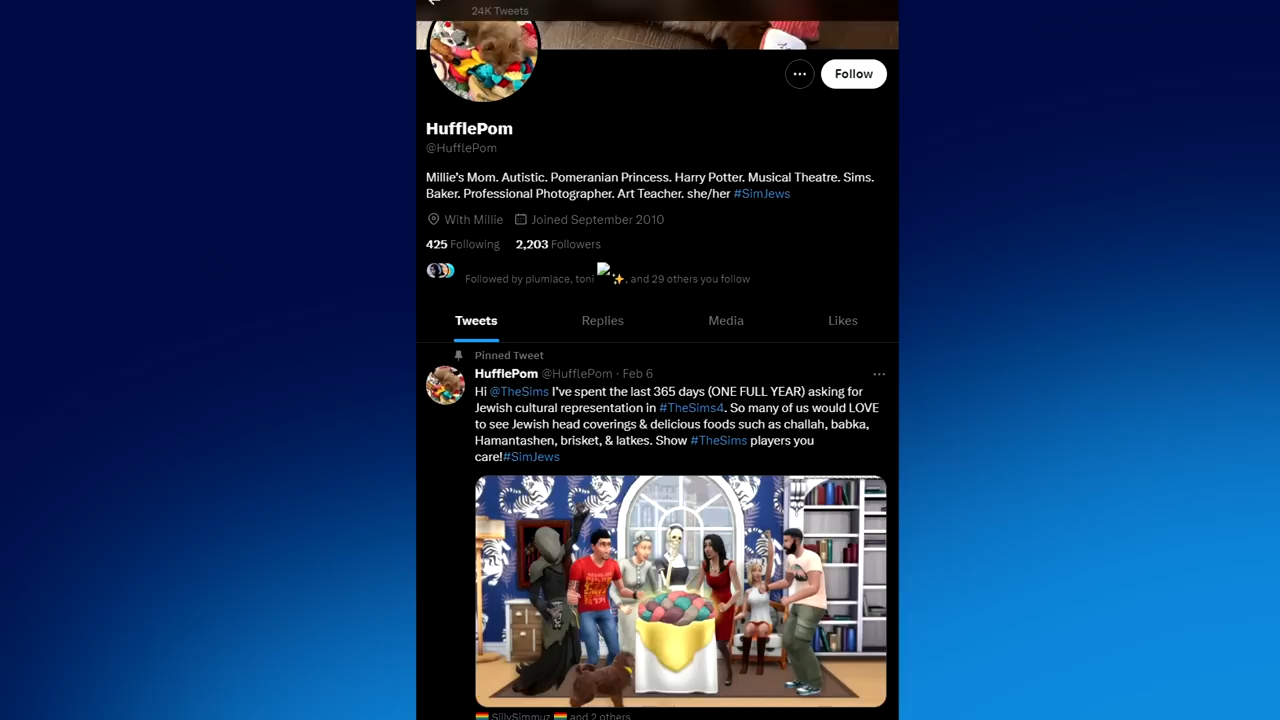 24K Tweets
Follow
HufflePom
@HufflePom
Millie's Mom. Autistic. Pomeranian Princess. Harry Potter. Musical Theatre. Sims.
Baker. Professional Photographer. Art Teacher. she/her #SimJews
With Millie Joined September 2010
425 Following 2,203 Followers
Followed by plumlace, toni ✨, and 29 others you follow
Tweets Replies Media Likes
Pinned Tweet
HufflePom @HufflePom · Feb 6
Hi @TheSims I've spent the last 365 days (ONE FULL YEAR) asking for
Jewish cultural representation in #TheSims4. So many of us would LOVE
to see Jewish head coverings & delicious foods such as challah, babka,
Hamantashen, brisket, & latkes. Show #TheSims players you
care!#SimJews
🏳️‍🌈 SillySimmuz 🏳️‍🌈 and 2 others